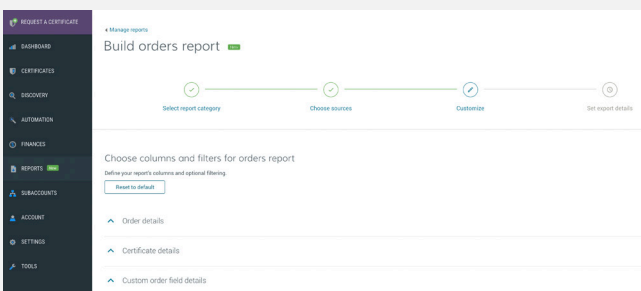 REQUEST A CERTIFICATE
DASHBOARD
CERTIFICATES
DISCOVERY
AUTOMATION
FINANCES
REPORTS New
SUBACCOUNTS
ACCOUNT
SETTINGS
TOOLS
Manage reports
Build orders report New
Select report category
Choose sources
Customize
Set export details
Choose columns and filters for orders report
Define your report's columns and optional filtering.
Reset to default
Order details
Certificate details
Custom order field details